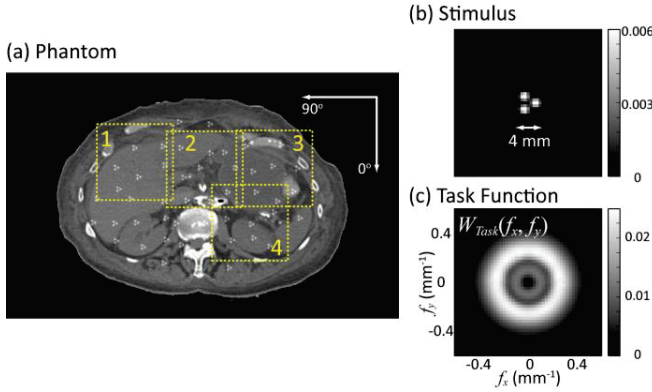 (a) Phantom
1
2
3
4
90°
0°
(b) Stimulus
4 mm
0.006
0.003
0
(c) Task Function
W_Task(f_x, f_y)
0.4
0
-0.4
f_y (mm⁻¹)
-0.4
0
0.4
f_x (mm⁻¹)
0.02
0.01
0